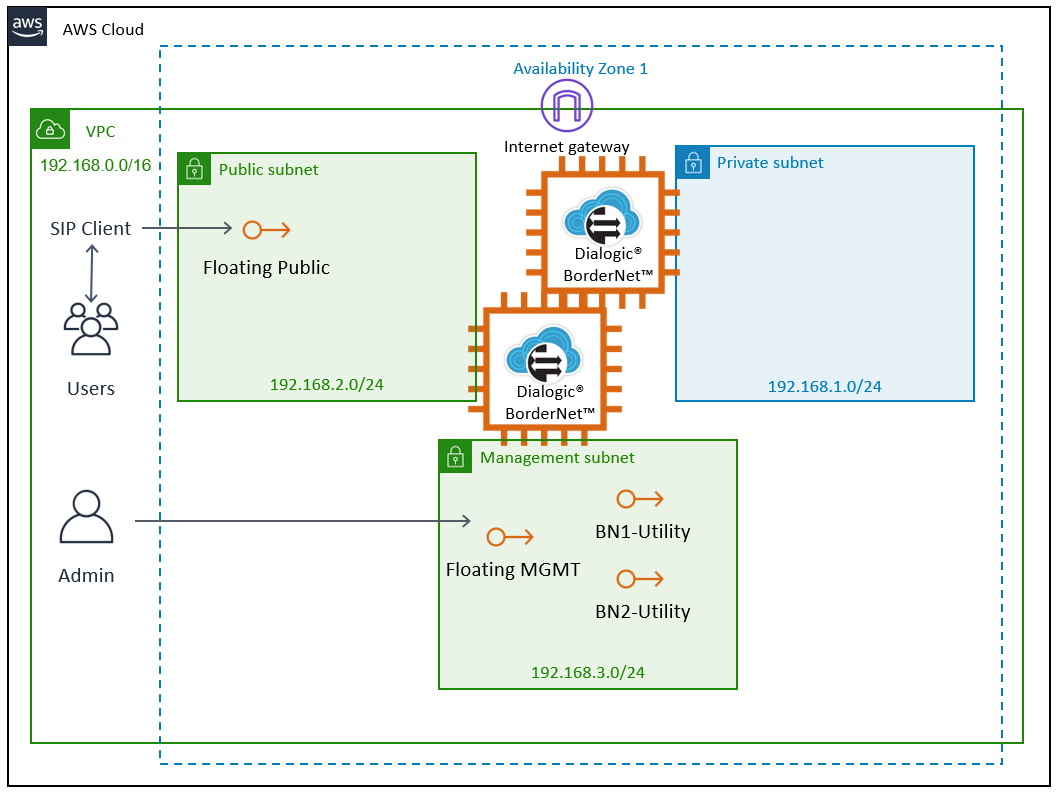 aws
AWS Cloud
Availability Zone 1
VPC
Internet gateway
192.168.0.0/16
Public subnet
Private subnet
SIP Client
Floating Public
Dialogic®
BorderNet™
192.168.2.0/24
192.168.1.0/24
Users
Dialogic®
BorderNet™
Management subnet
BN1-Utility
Floating MGMT
Admin
BN2-Utility
192.168.3.0/24